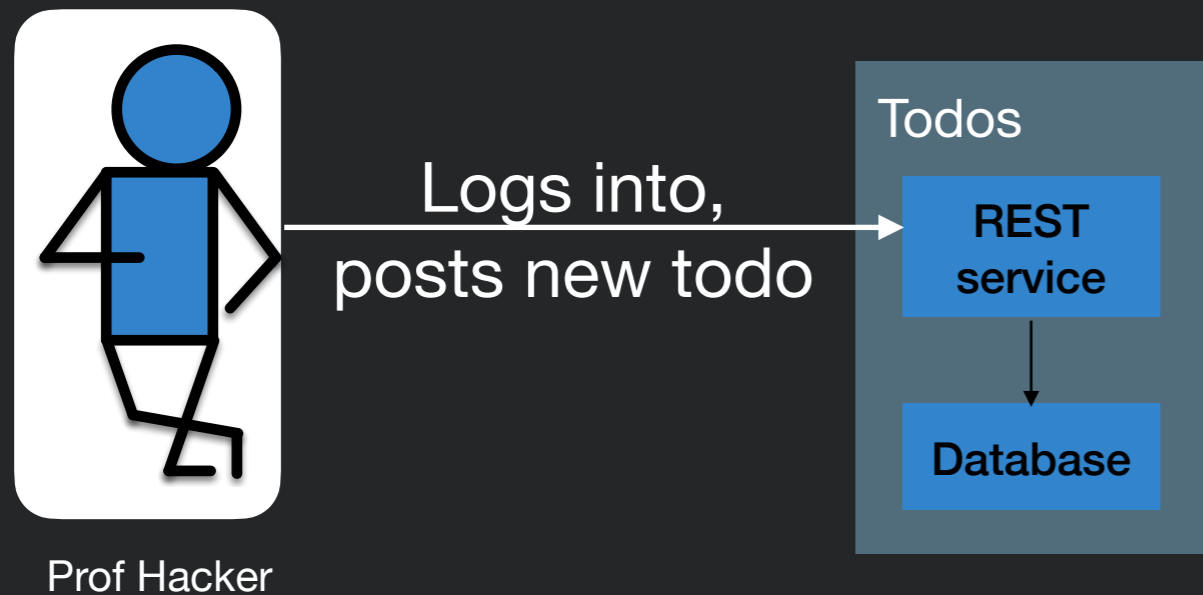 Logs into,
posts new todo
Todos
REST
service
Database
Prof Hacker